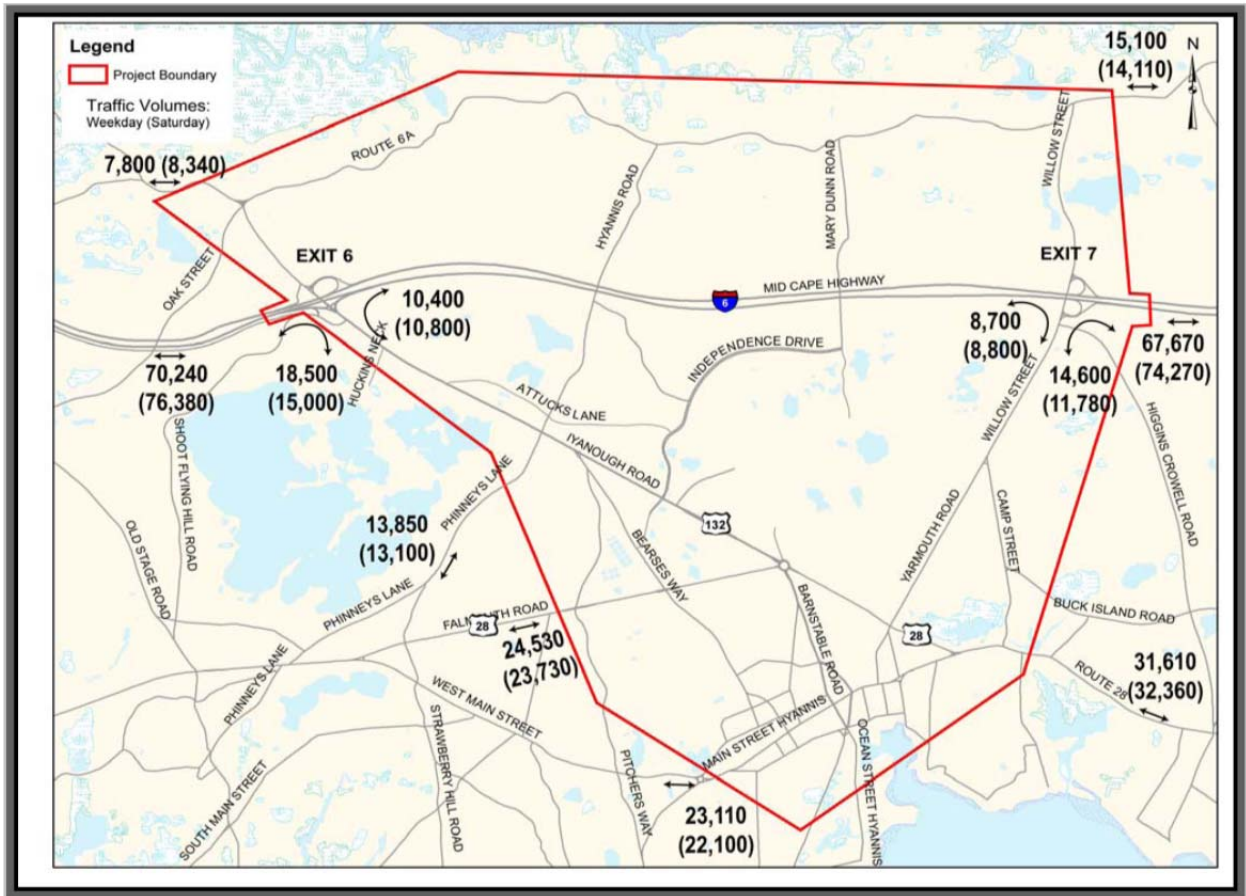 Legend
Project Boundary
Traffic Volumes:
Weekday (Saturday)
15,100
(14,110)
N
7,800 (8,340)
ROUTE 6A
HYANNIS ROAD
MARY DUNN ROAD
WILLOW STREET
OAK STREET
EXIT 6
EXIT 7
MID CAPE HIGHWAY
6
10,400
(10,800)
8,700
(8,800)
67,670
(74,270)
70,240
(76,380)
18,500
(15,000)
HUCKINS NECK
14,600
(11,780)
INDEPENDENCE DRIVE
WILLOW STREET
ATTUCKS LANE
IYANOUGH ROAD
HIGGINS CROWELL ROAD
SHOOT FLYING HILL ROAD
PHINNEYS LANE
132
13,850
(13,100)
OLD STAGE ROAD
BEARSES WAY
YARMOUTH ROAD
CAMP STREET
PHINNEYS LANE
FALMOUTH ROAD
28
BARNSTABLE ROAD
BUCK ISLAND ROAD
28
24,530
(23,730)
PHINNEYS LANE
WEST MAIN STREET
ROUTE 28
31,610
(32,360)
STRAWBERRY HILL ROAD
MAIN STREET HYANNIS
OCEAN STREET HYANNIS
PITCHERS WAY
SOUTH MAIN STREET
23,110
(22,100)